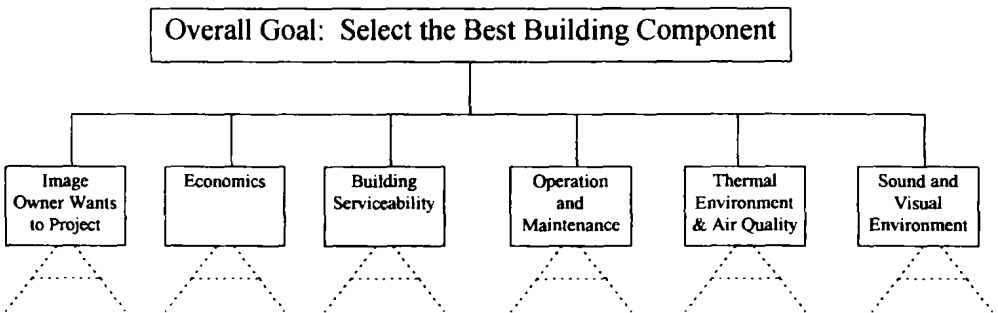 Overall Goal: Select the Best Building Component
Image
Owner Wants
to Project
Economics
Building
Serviceability
Operation
and
Maintenance
Thermal
Environment
& Air Quality
Sound and
Visual
Environment